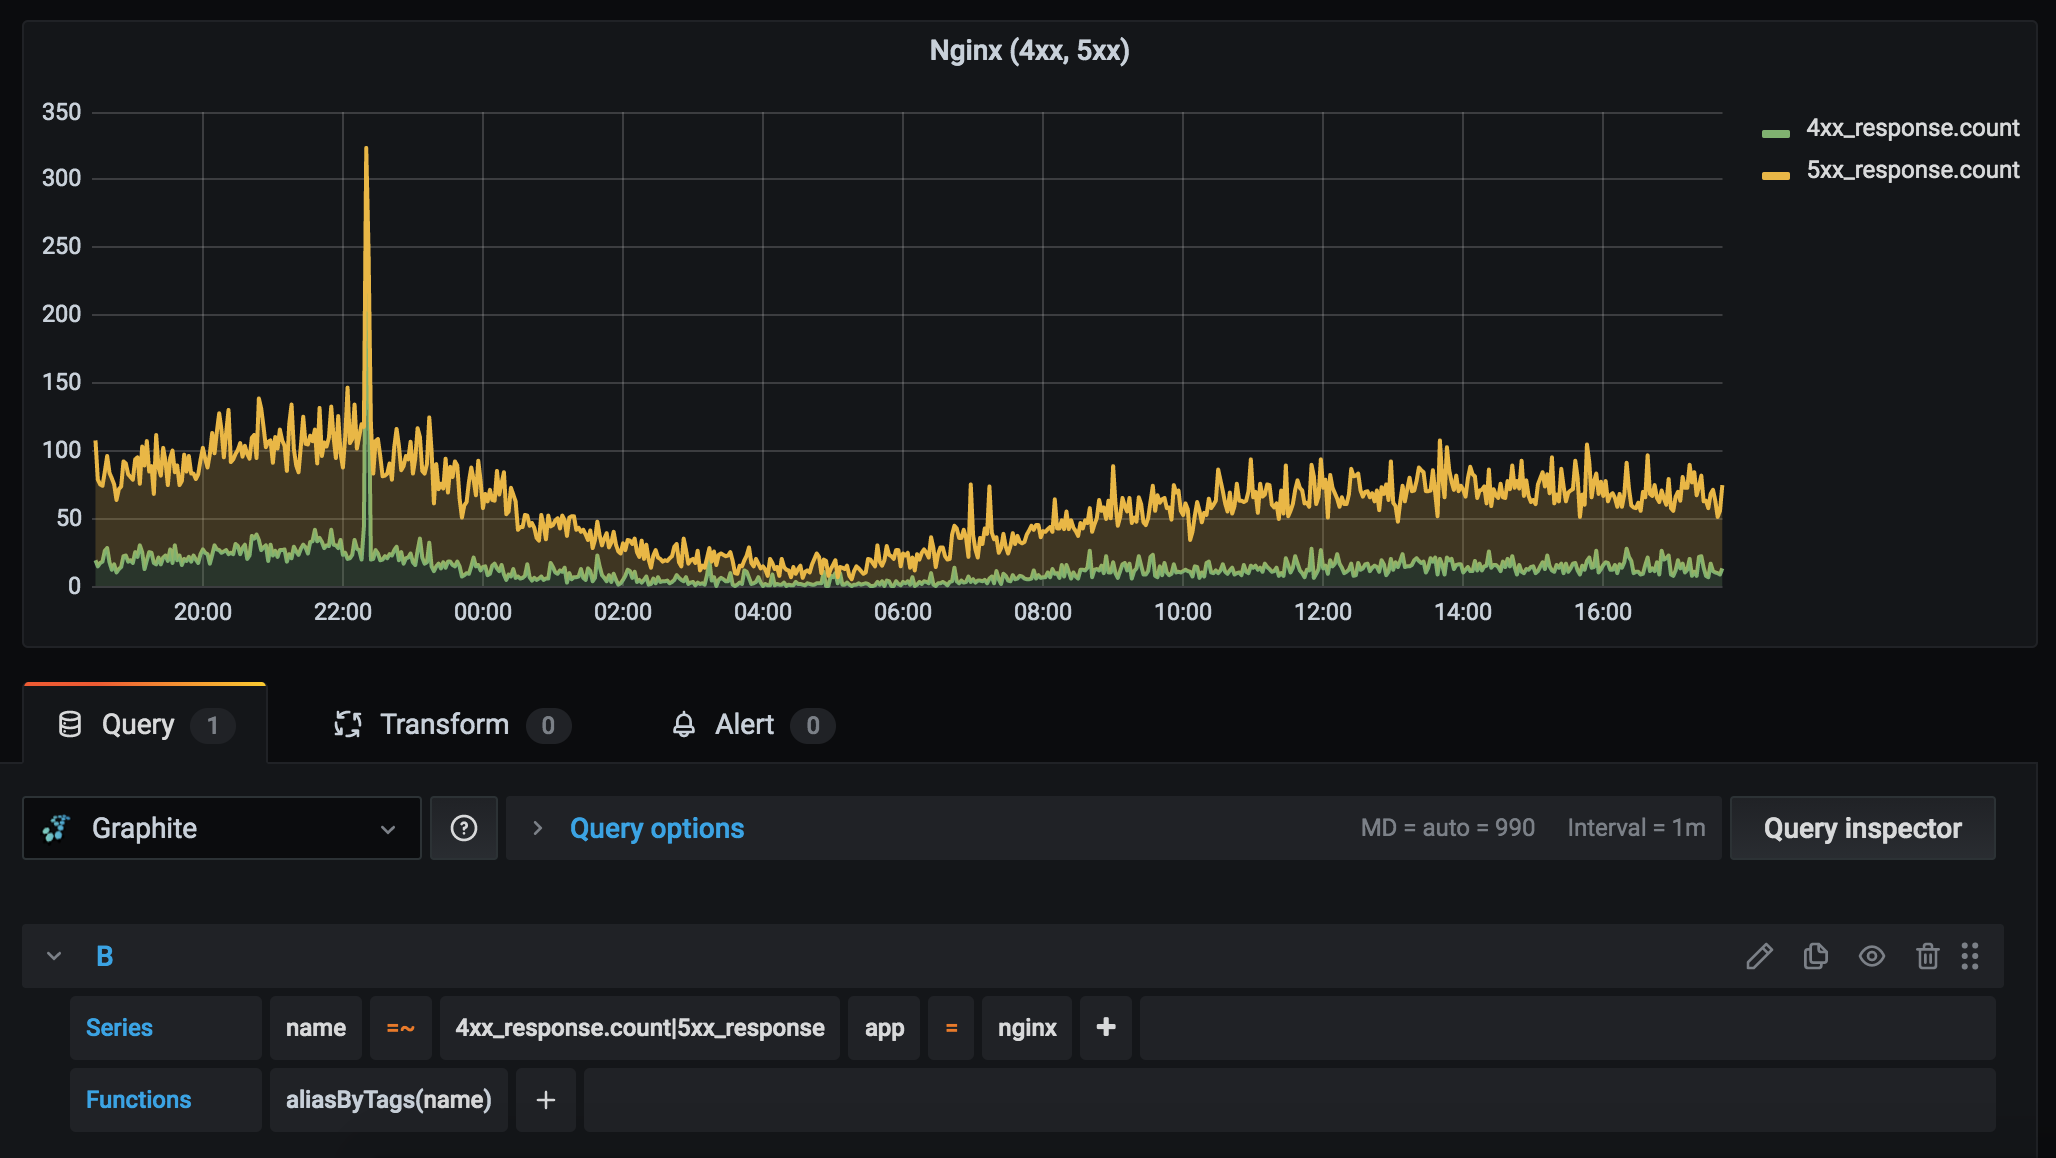 Nginx (4xx, 5xx)
350
300
250
200
150
100
50
0
20:00 22:00 00:00 02:00 04:00 06:00 08:00 10:00 12:00 14:00 16:00
4xx_response.count
5xx_response.count
Query 1 Transform 0 Alert 0
Graphite ? Query options MD = auto = 990 Interval = 1m Query inspector
B
Series name =~ 4xx_response.count|5xx_response app = nginx +
Functions aliasByTags(name) +